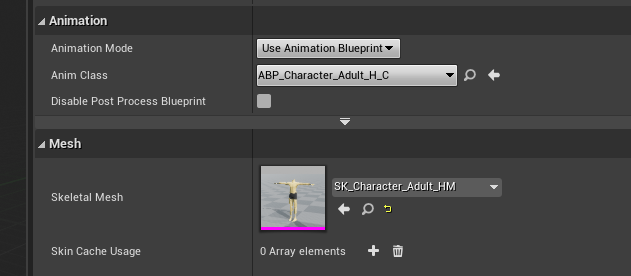 Animation
Animation Mode
Use Animation Blueprint
Anim Class
ABP_Character_Adult_H_C
Disable Post Process Blueprint
Mesh
Skeletal Mesh
SK_Character_Adult_HM
Skin Cache Usage
0 Array elements